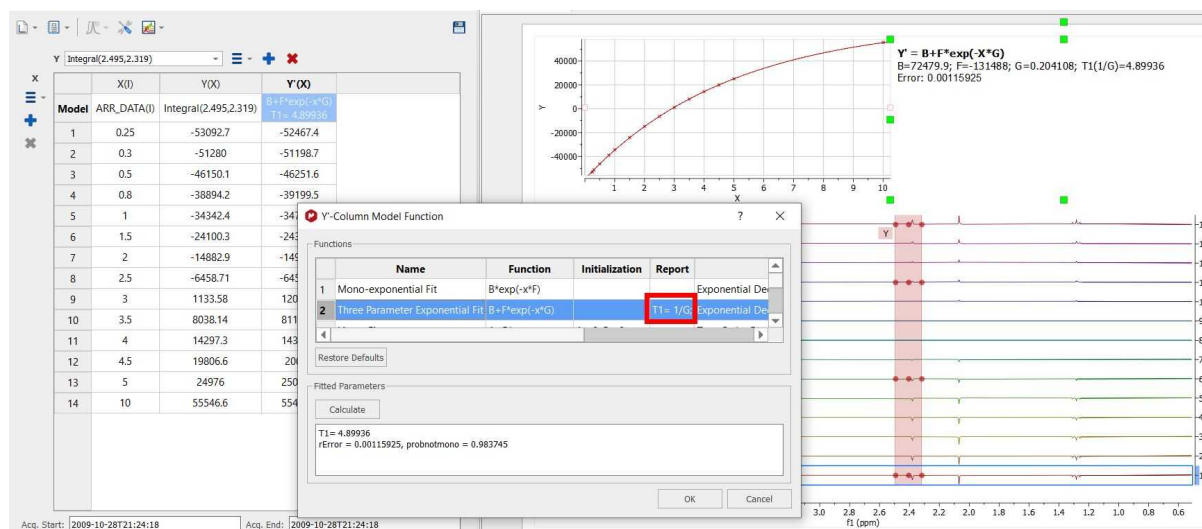 Y Integral(2.495,2.319)
X
X(I) Y(X) Y'(X)
Model ARR_DATA(I) Integral(2.495,2.319) B+F*exp(-x*G)
T1= 4.89936
1 0.25 -53092.7 -52467.4
2 0.3 -51280 -51198.7
3 0.5 -46150.1 -46251.6
4 0.8 -38894.2 -39199.5
5 1 -34342.4 -347
6 1.5 -24100.3 -243
7 2 -14882.9 -149
8 2.5 -6458.71 -645
9 3 1133.58 120
10 3.5 8038.14 811
11 4 14297.3 143
12 4.5 19806.6 200
13 5 24976 250
14 10 55546.6 554
Acq. Start: 2009-10-28T21:24:18 Acq. End: 2009-10-28T21:24:18
Y' = B+F*exp(-X*G)
B=72479.9; F=-131488; G=0.204108; T1(1/G)=4.89936
Error: 0.00115925
40000
20000
0
-20000
-40000
Y
1 2 3 4 5 6 7 8 9 10
X
Y'-Column Model Function ? ×
Functions
Name Function Initialization Report
1 Mono-exponential Fit B*exp(-x*F) Exponential De
2 Three Parameter Exponential Fit B+F*exp(-x*G) T1= 1/G; Exponential De
Restore Defaults
Fitted Parameters
Calculate
T1= 4.89936
rError = 0.00115925, probnotmono = 0.983745
OK Cancel
Y
3.0 2.8 2.6 2.4 2.2 2.0 1.8 1.6 1.4 1.2 1.0 0.8 0.6
f1 (ppm)